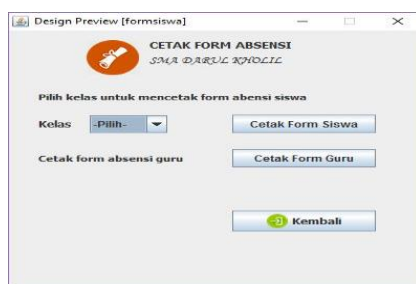 Design Preview [formsiswa]
CETAK FORM ABSENSI
SMA DARUL KHOLIL
Pilih kelas untuk mencetak form abensi siswa
Kelas -Pilih- Cetak Form Siswa
Cetak form absensi guru Cetak Form Guru
Kembali